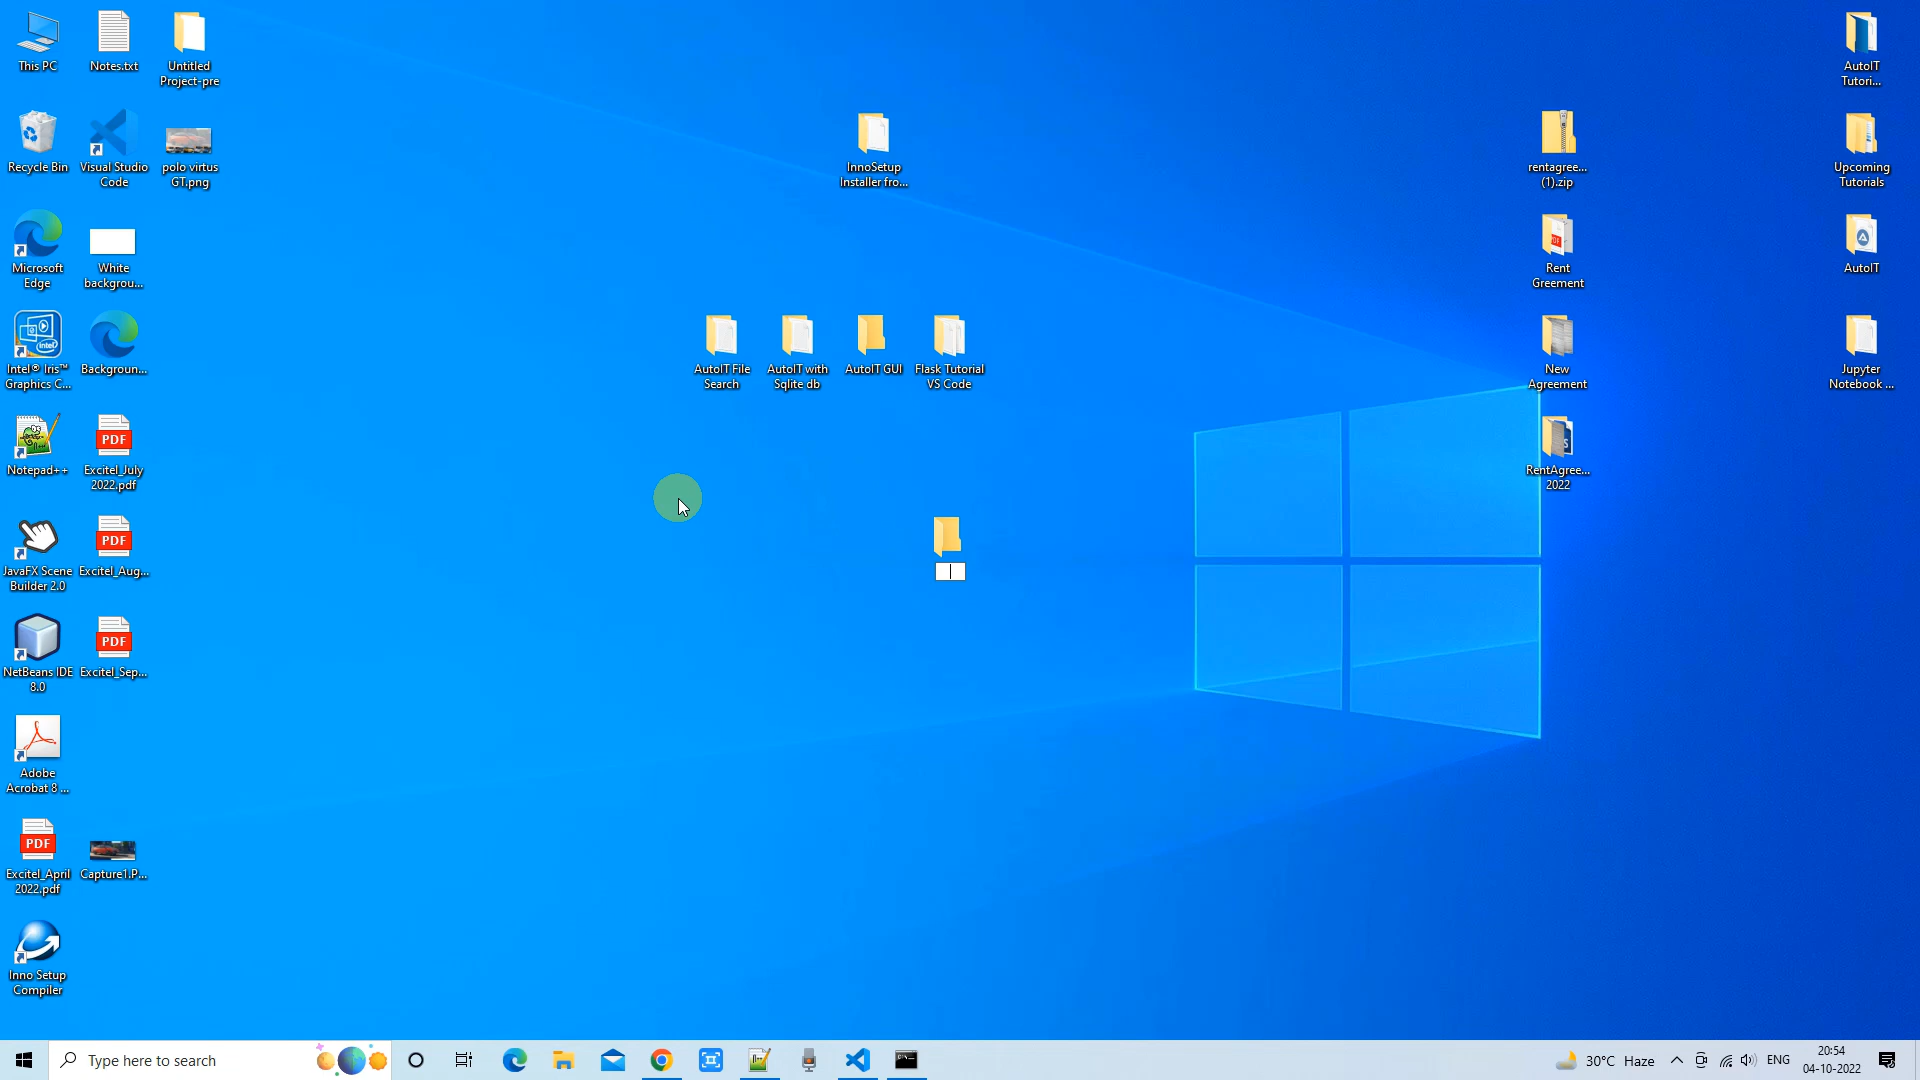 This PC
Notes.txt
Untitled
Project-pre
Recycle Bin
Visual Studio
Code
polo virtus
GT.png
Microsoft
Edge
White
backgrou...
Intel® Iris™
Graphics C...
Backgroun...
Notepad++
PDF
Excitel_July
2022.pdf
JavaFX Scene
Builder 2.0
PDF
Excitel_Aug...
NetBeans IDE
8.0
PDF
Excitel_Sep...
Adobe
Acrobat 8 ...
PDF
Excitel_April
2022.pdf
Capture1.P...
Inno Setup
Compiler
InnoSetup
Installer fro...
AutoIT File
Search
AutoIT with
Sqlite db
AutoIT GUI
Flask Tutorial
VS Code
rentagree...
(1).zip
Rent
Greement
New
Agreement
RentAgree...
2022
AutoIT
Tutori...
Upcoming
Tutorials
AutoIT
Jupyter
Notebook ...
Type here to search
30°C Haze
ENG
20:54
04-10-2022